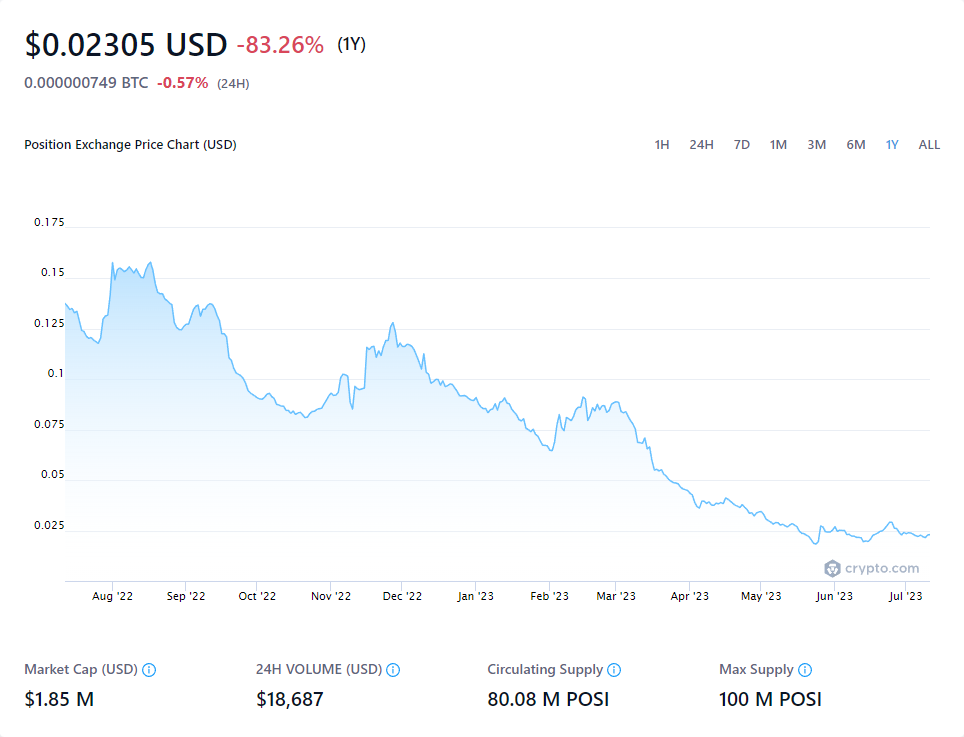 $0.02305 USD -83.26% (1Y)
0.000000749 BTC -0.57% (24H)
Position Exchange Price Chart (USD) 1H 24H 7D 1M 3M 6M 1Y ALL
0.175
0.15
0.125
0.1
0.075
0.05
0.025
crypto.com
Aug '22 Sep '22 Oct '22 Nov '22 Dec '22 Jan '23 Feb '23 Mar '23 Apr '23 May '23 Jun '23 Jul '23
Market Cap (USD) 24H VOLUME (USD) Circulating Supply Max Supply
$1.85 M $18,687 80.08 M POSI 100 M POSI